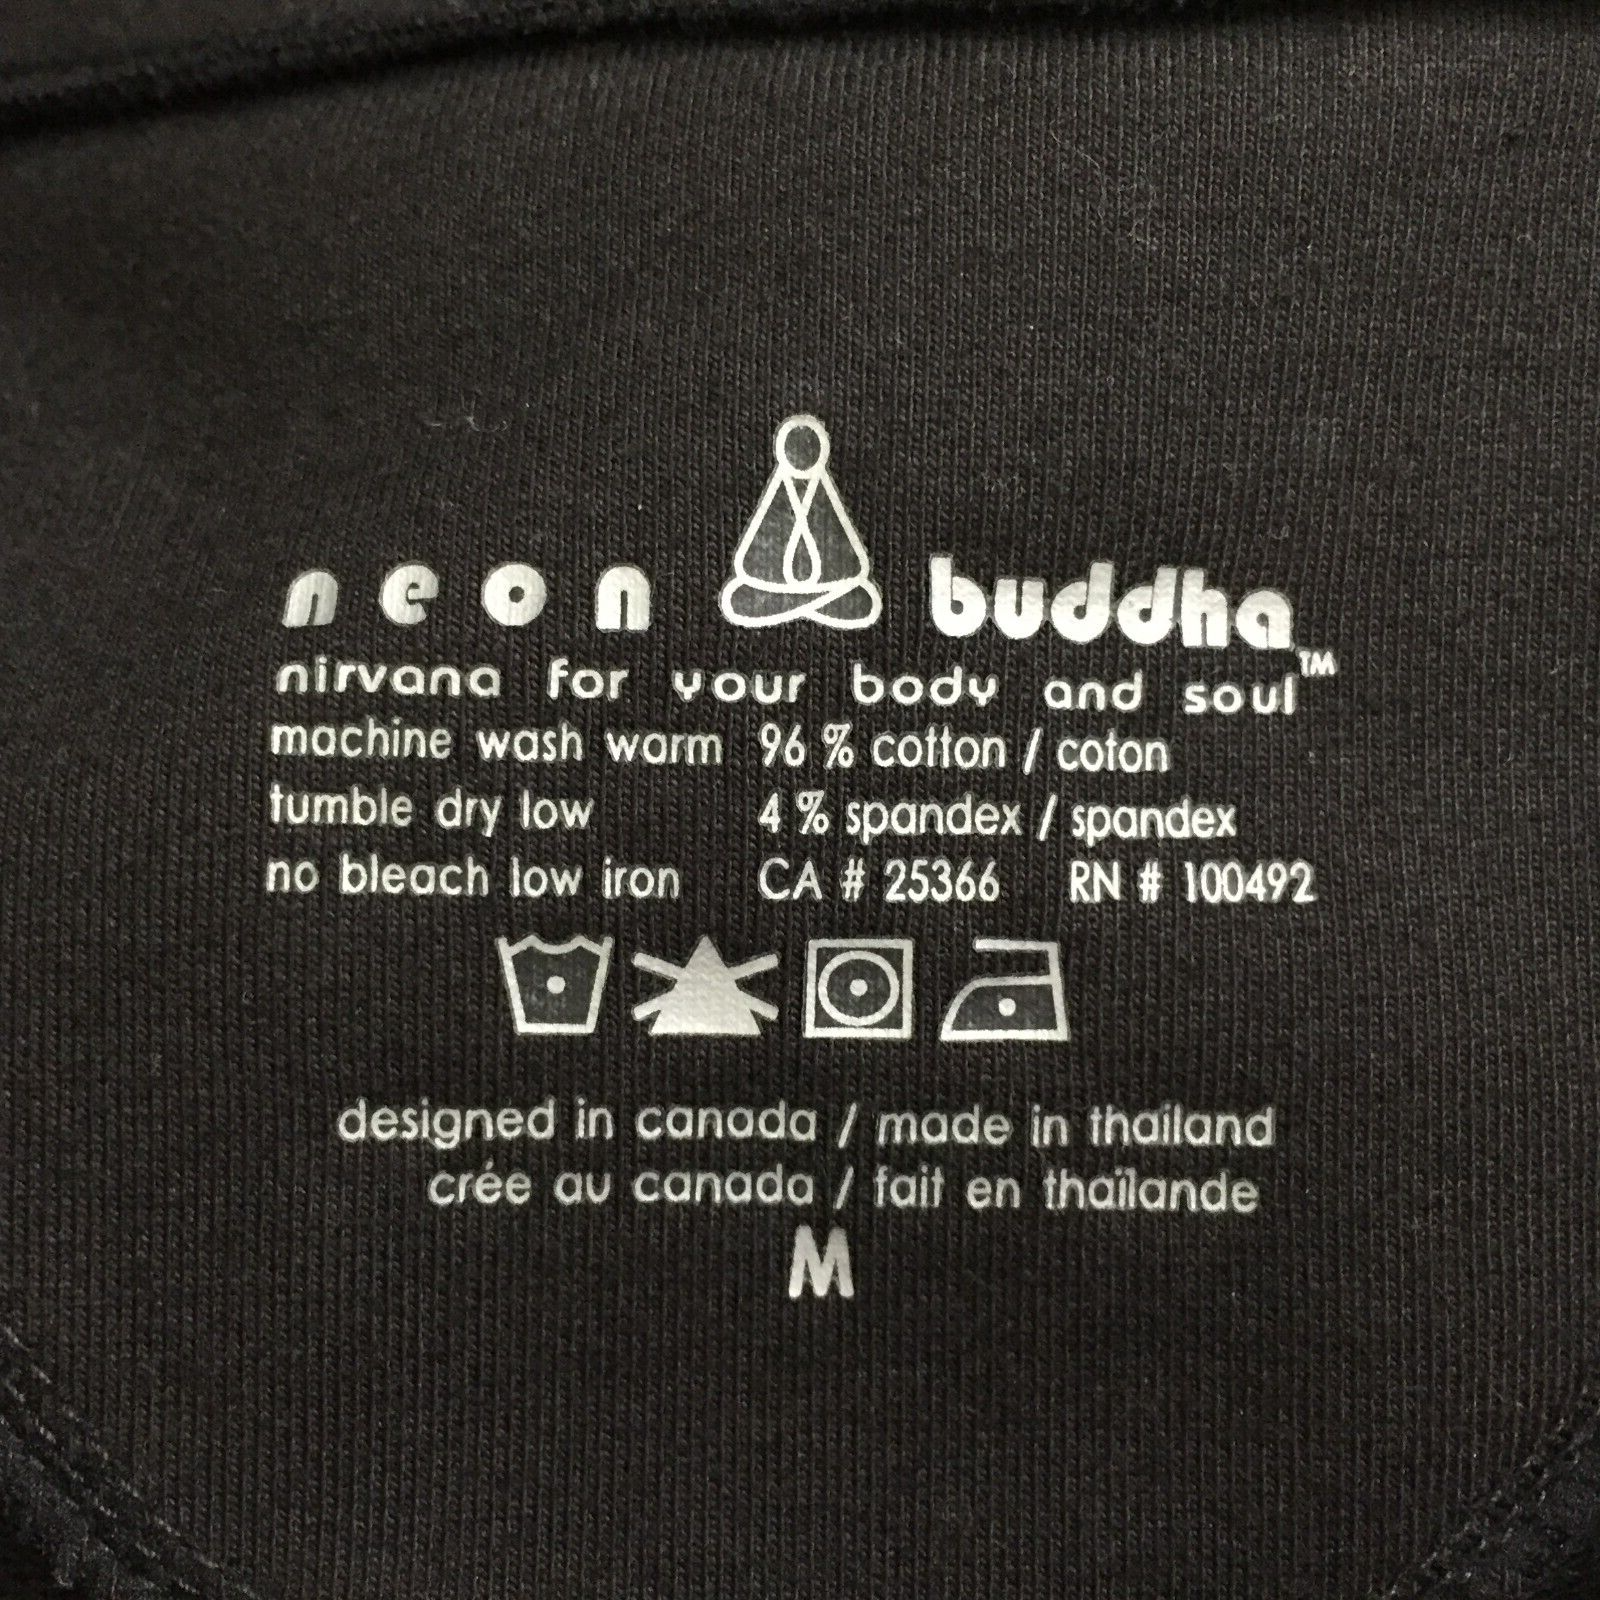 neon buddha™
nirvana for your body and soul™
machine wash warm 96 % cotton / coton
tumble dry low 4 % spandex / spandex
no bleach low iron CA # 25366 RN # 100492
designed in canada / made in thailand
crée au canada / fait en thaïlande
M